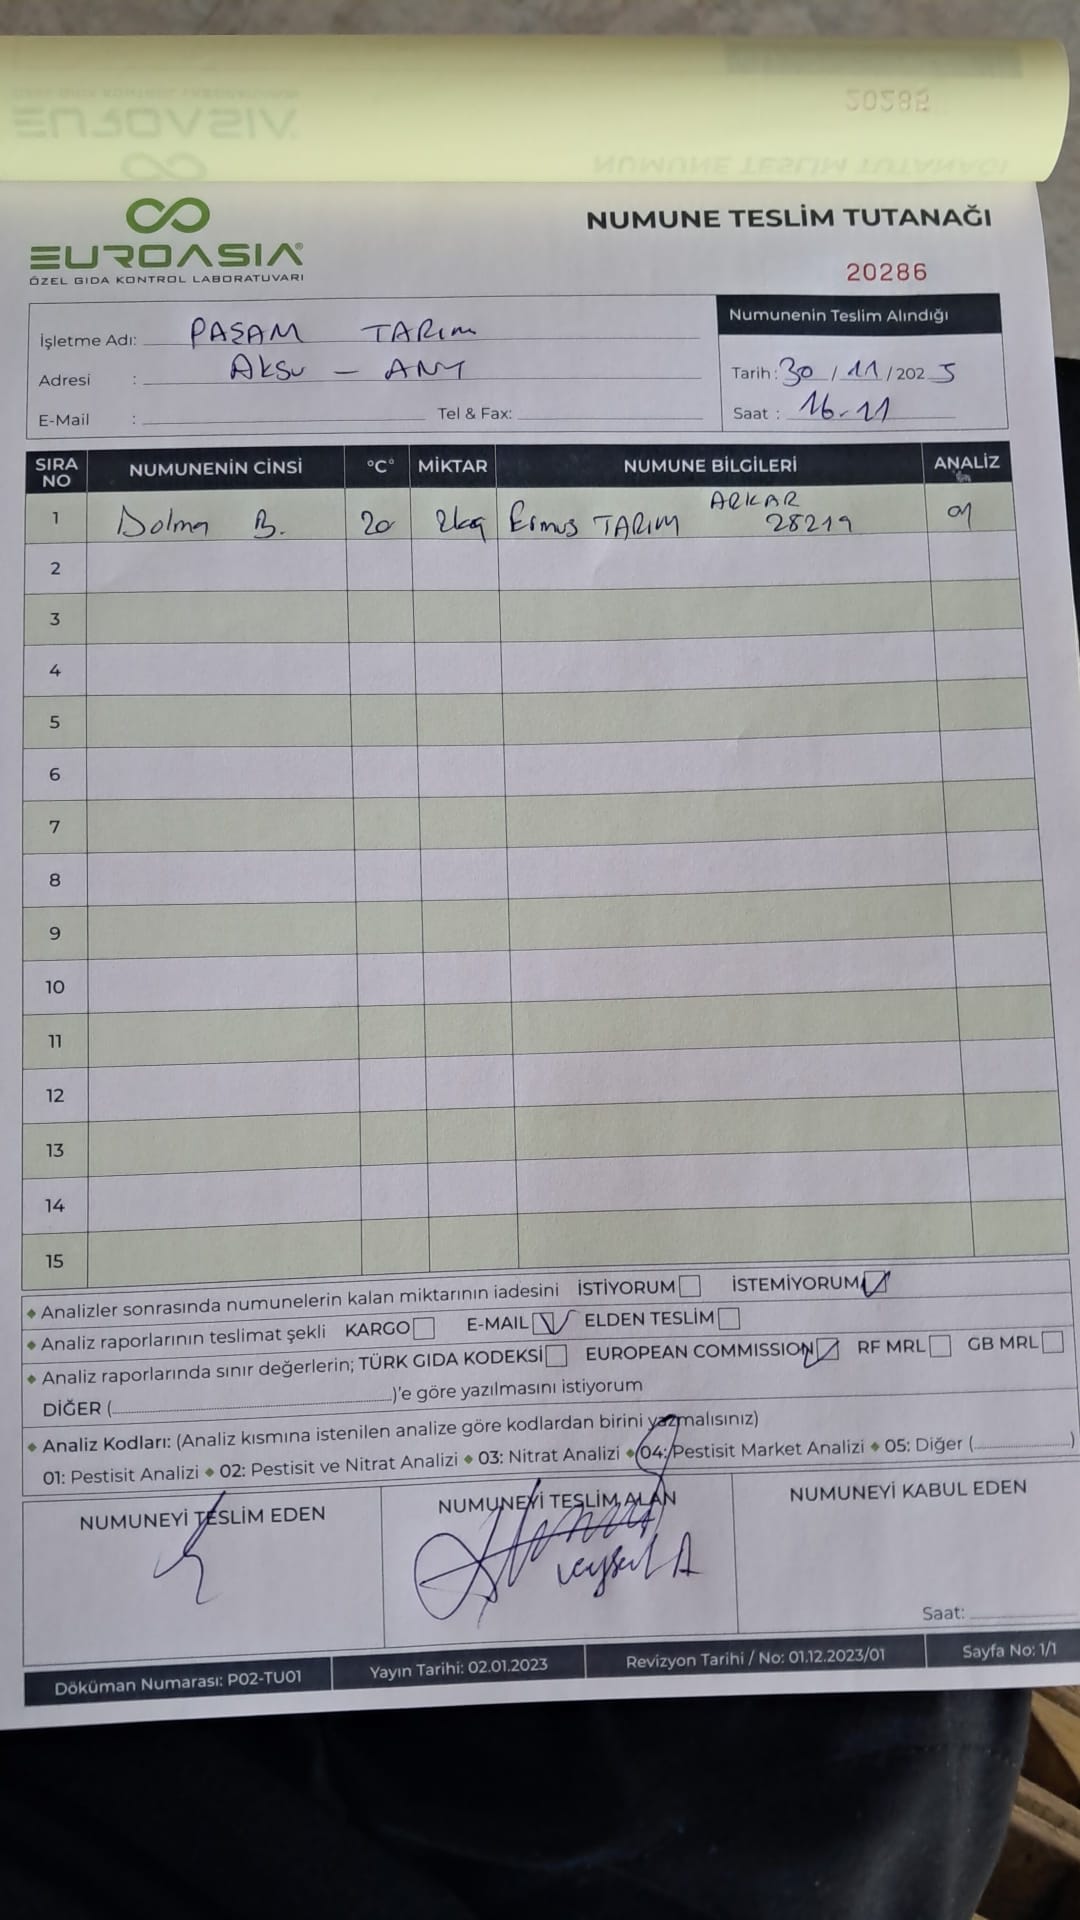 EUROASIA®
ÖZEL GIDA KONTROL LABORATUVARI
NUMUNE TESLİM TUTANAĞI
20286
İşletme Adı: PAŞAM TARIM
Adresi : AKSU - ANT
E-Mail : Tel & Fax:
Numunenin Teslim Alındığı
Tarih: 30 / 11 / 2025
Saat : 16-11
SIRA NO NUMUNENİN CİNSİ °C° MİKTAR NUMUNE BİLGİLERİ ANALİZ
1 Dolma B. 20 2kg TARIM ARKAR 28219 01
2
3
4
5
6
7
8
9
10
11
12
13
14
15
Analizler sonrasında numunelerin kalan miktarının iadesini İSTİYORUM İSTEMİYORUM
Analiz raporlarının teslimat şekli KARGO E-MAIL ELDEN TESLİM
Analiz raporlarında sınır değerlerin; TÜRK GIDA KODEKSİ EUROPEAN COMMISSION RF MRL GB MRL
DİĞER (..........)'e göre yazılmasını istiyorum
Analiz Kodları: (Analiz kısmına istenilen analize göre kodlardan birini yazmalısınız)
01: Pestisit Analizi 02: Pestisit ve Nitrat Analizi 03: Nitrat Analizi 04: Pestisit Market Analizi 05: Diğer (..........)
NUMUNEYİ TESLİM EDEN
NUMUNEYİ TESLİM ALAN
veysel A
NUMUNEYİ KABUL EDEN
Saat:
Döküman Numarası: P02-TU01
Yayın Tarihi: 02.01.2023
Revizyon Tarihi / No: 01.12.2023/01
Sayfa No: 1/1